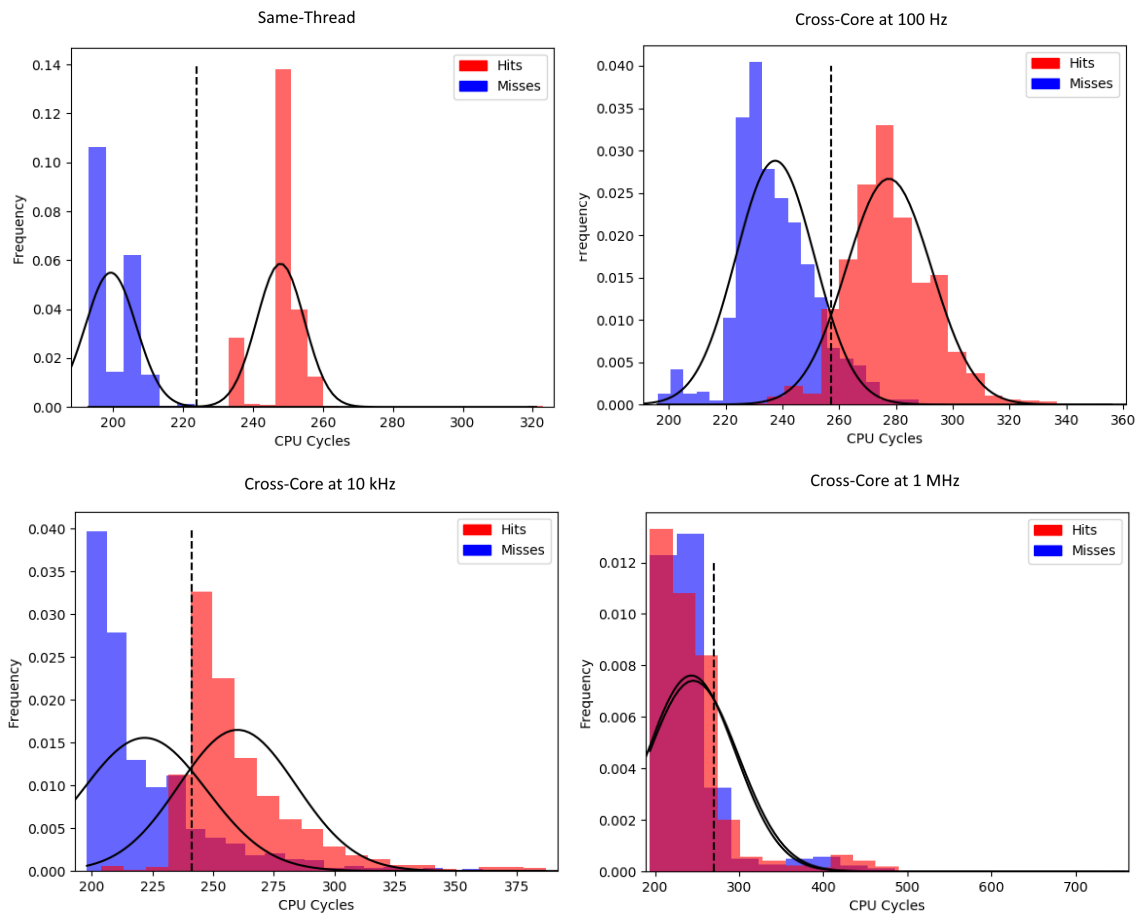 Same-Thread
Cross-Core at 100 Hz
Hits
Misses
0.14
0.12
0.10
0.08
0.06
0.04
0.02
0.00
Frequency
200 220 240 260 280 300 320
CPU Cycles
Hits
Misses
0.040
0.035
0.030
0.025
0.020
0.015
0.010
0.005
0.000
Frequency
200 220 240 260 280 300 320 340 360
CPU Cycles
Cross-Core at 10 kHz
Cross-Core at 1 MHz
Hits
Misses
0.040
0.035
0.030
0.025
0.020
0.015
0.010
0.005
0.000
Frequency
200 225 250 275 300 325 350 375
CPU Cycles
Hits
Misses
0.012
0.010
0.008
0.006
0.004
0.002
0.000
Frequency
200 300 400 500 600 700
CPU Cycles